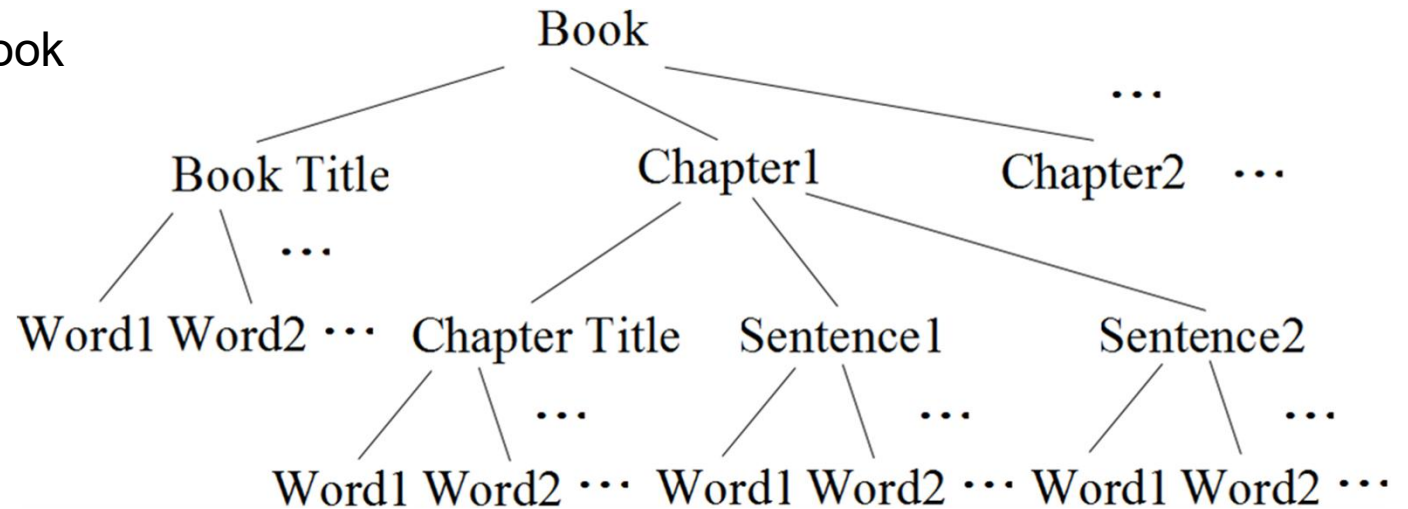 Book
ook
...
Book Title Chapter1 Chapter2 ...
...
Word1 Word2 ... Chapter Title Sentence1 Sentence2
... ... ...
Word1 Word2 ... Word1 Word2 ... Word1 Word2 ...